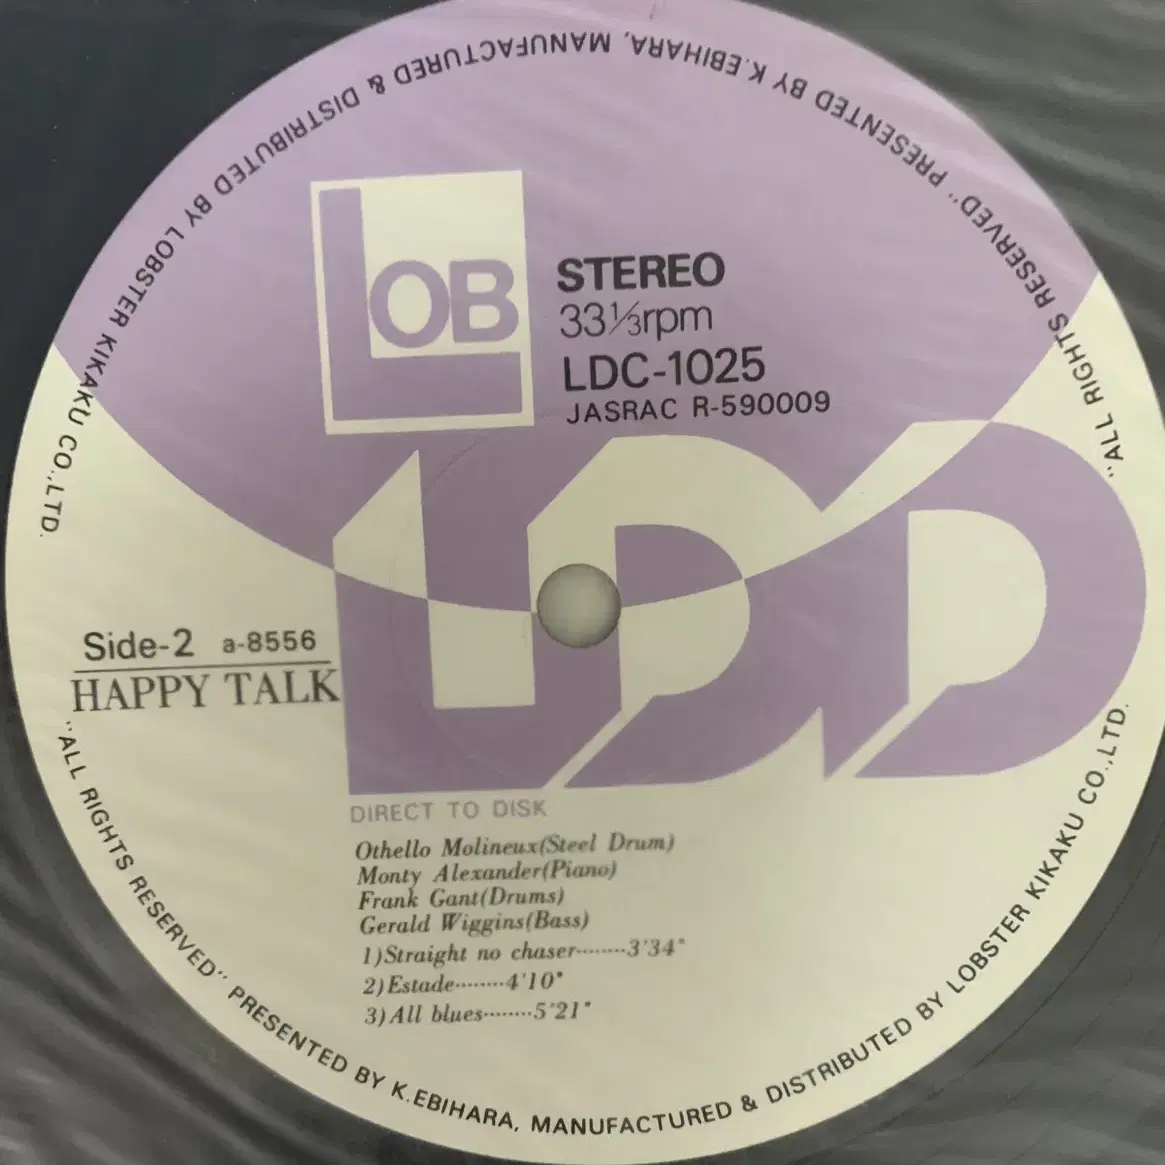 LOB
STEREO
33⅓rpm
LDC-1025
JASRAC R-590009
LDD
Side-2 a-8556
HAPPY TALK
DIRECT TO DISK
Othello Molineux(Steel Drum)
Monty Alexander(Piano)
Frank Gant(Drums)
Gerald Wiggins(Bass)
1)Straight no chaser········3'34"
2)Estade········4'10"
3)All blues········5'21"
"ALL RIGHTS RESERVED" PRESENTED BY K.EBIHARA, MANUFACTURED & DISTRIBUTED BY LOBSTER KIKAKU CO.,LTD.
"ALL RIGHTS RESERVED" PRESENTED BY K.EBIHARA, MANUFACTURED & DISTRIBUTED BY LOBSTER KIKAKU CO.,LTD.